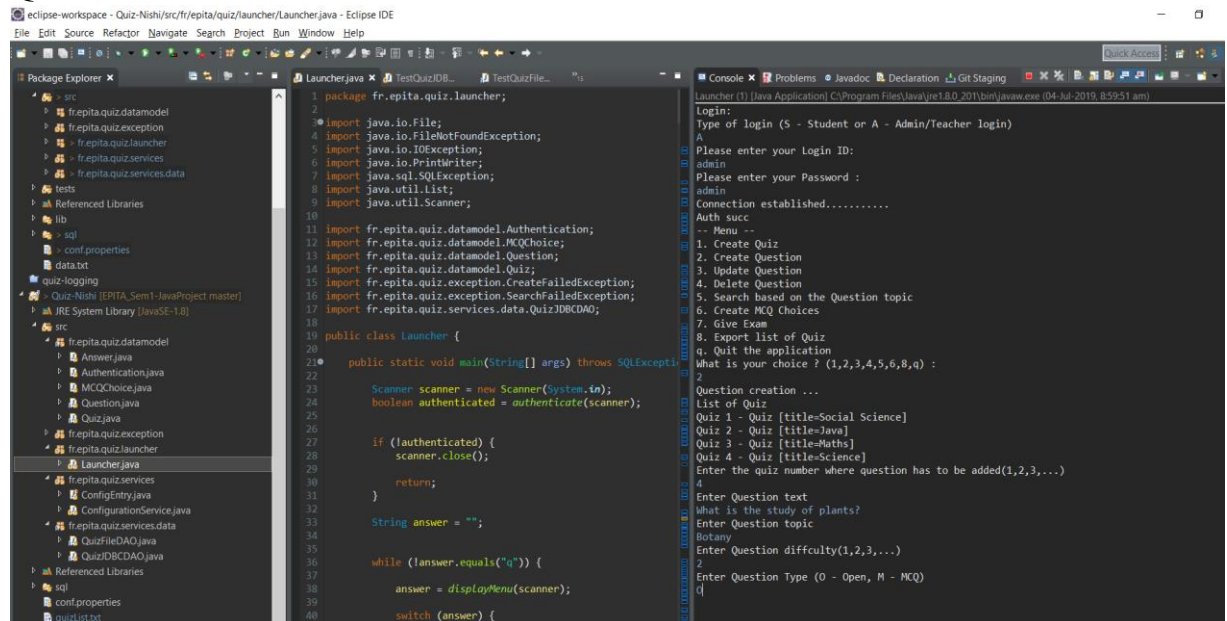 eclipse-workspace - Quiz-Nishi/src/fr/epita/quiz/launcher/Launcher.java - Eclipse IDE
File Edit Source Refactor Navigate Search Project Run Window Help
Quick Access
Package Explorer
> src
fr.epita.quiz.datamodel
fr.epita.quiz.exception
> fr.epita.quiz.launcher
> fr.epita.quiz.services
> fr.epita.quiz.services.data
tests
Referenced Libraries
lib
> sql
> conf.properties
data.txt
quiz-logging
> Quiz-Nishi [EPITA_Sem1-JavaProject master]
JRE System Library [JavaSE-1.8]
src
fr.epita.quiz.datamodel
Answer.java
Authentication.java
MCQChoice.java
Question.java
Quiz.java
fr.epita.quiz.exception
fr.epita.quiz.launcher
Launcher.java
fr.epita.quiz.services
ConfigEntry.java
ConfigurationService.java
fr.epita.quiz.services.data
QuizFileDAO.java
QuizJDBCDAO.java
Referenced Libraries
sql
conf.properties
quizList.txt
Launcher.java TestQuizJDB... TestQuizFile... »13
1 package fr.epita.quiz.launcher;
2
3 import java.io.File;
4 import java.io.FileNotFoundException;
5 import java.io.IOException;
6 import java.io.PrintWriter;
7 import java.sql.SQLException;
8 import java.util.List;
9 import java.util.Scanner;
10
11 import fr.epita.quiz.datamodel.Authentication;
12 import fr.epita.quiz.datamodel.MCQChoice;
13 import fr.epita.quiz.datamodel.Question;
14 import fr.epita.quiz.datamodel.Quiz;
15 import fr.epita.quiz.exception.CreateFailedException;
16 import fr.epita.quiz.exception.SearchFailedException;
17 import fr.epita.quiz.services.data.QuizJDBCDAO;
18
19 public class Launcher {
20
21 public static void main(String[] args) throws SQLExcepti
22
23 Scanner scanner = new Scanner(System.in);
24 boolean authenticated = authenticate(scanner);
25
26
27 if (!authenticated) {
28 scanner.close();
29
30 return;
31 }
32
33 String answer = "";
34
35
36 while (!answer.equals("q")) {
37
38 answer = displayMenu(scanner);
39
40 switch (answer) {
Console Problems Javadoc Declaration Git Staging
Launcher (1) [Java Application] C:\Program Files\Java\jre1.8.0_201\bin\javaw.exe (04-Jul-2019, 8:59:51 am)
Login:
Type of login (S - Student or A - Admin/Teacher login)
A
Please enter your Login ID:
admin
Please enter your Password :
admin
Connection established...........
Auth succ
-- Menu --
1. Create Quiz
2. Create Question
3. Update Question
4. Delete Question
5. Search based on the Question topic
6. Create MCQ Choices
7. Give Exam
8. Export list of Quiz
q. Quit the application
What is your choice ? (1,2,3,4,5,6,8,q) :
2
Question creation ...
List of Quiz
Quiz 1 - Quiz [title=Social Science]
Quiz 2 - Quiz [title=Java]
Quiz 3 - Quiz [title=Maths]
Quiz 4 - Quiz [title=Science]
Enter the quiz number where question has to be added(1,2,3,...)
4
Enter Question text
What is the study of plants?
Enter Question topic
Botany
Enter Question diffculty(1,2,3,...)
2
Enter Question Type (O - Open, M - MCQ)
O